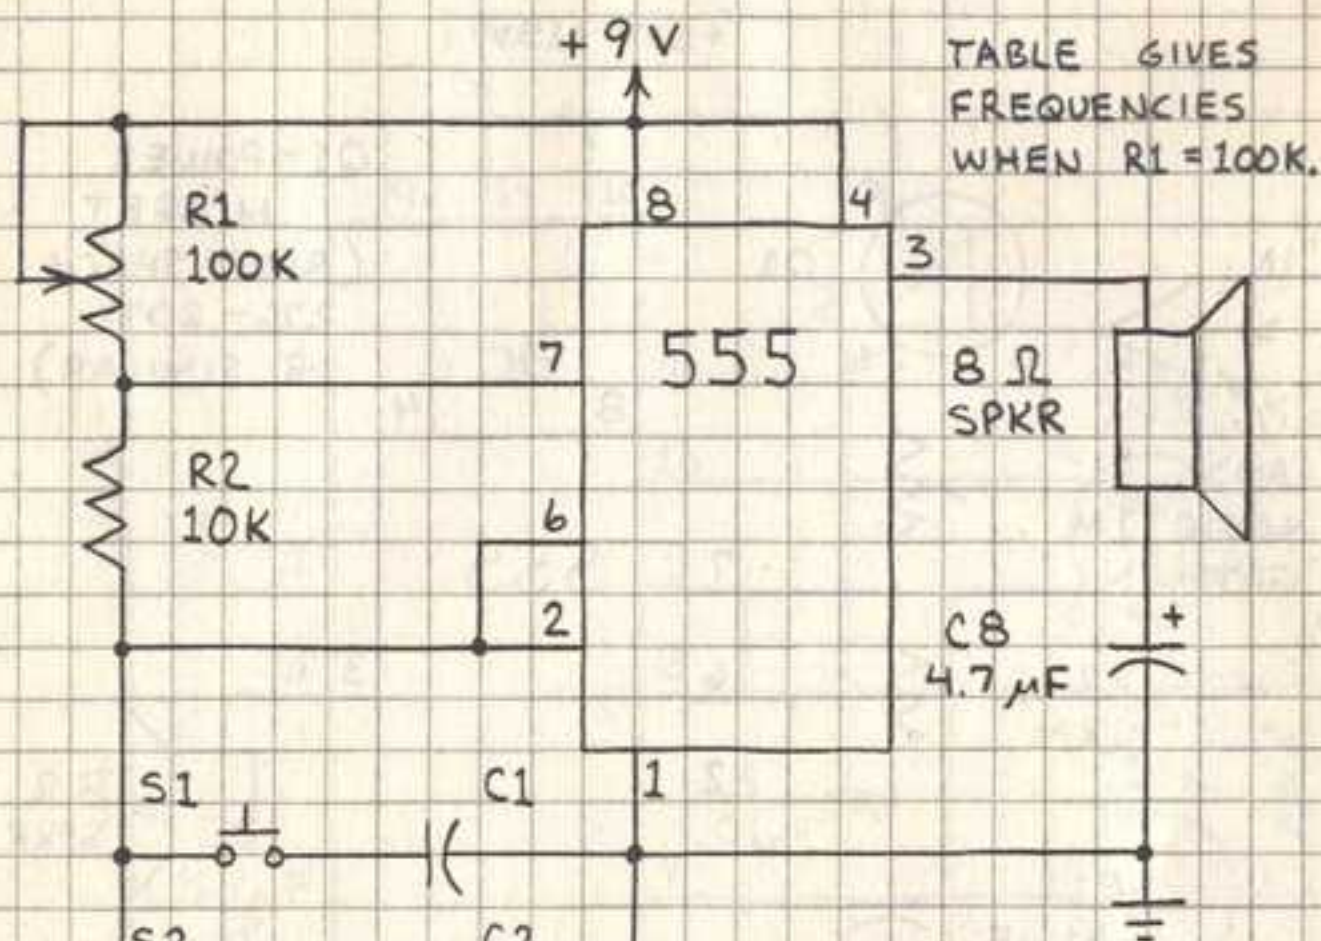 +9V
TABLE GIVES
FREQUENCIES
WHEN R1 = 100K.
R1
100K
8
4
3
7
555
8 Ω
SPKR
R2
10K
6
2
C8
4.7 μF
+
S1
C1
1
S2